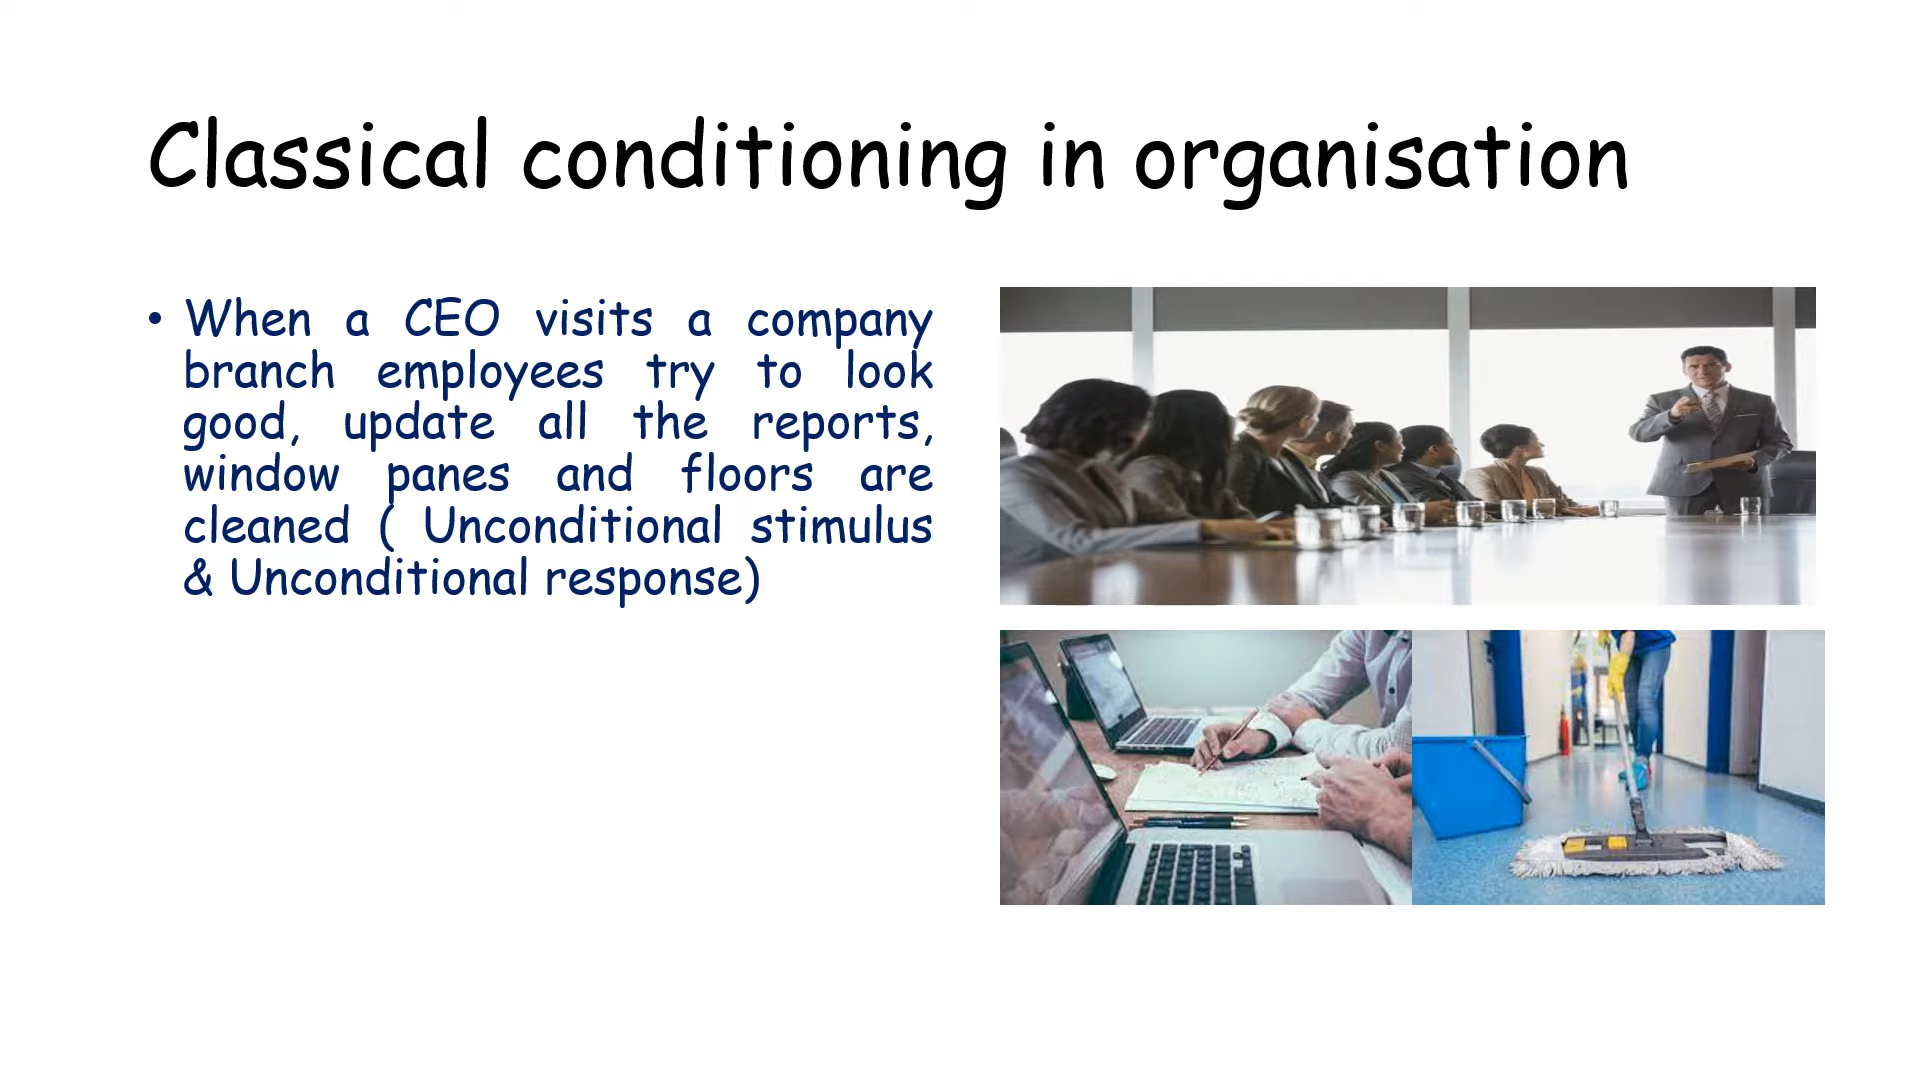 Classical conditioning in organisation
• When a CEO visits a company
branch employees try to look
good, update all the reports,
window panes and floors are
cleaned ( Unconditional stimulus
& Unconditional response)